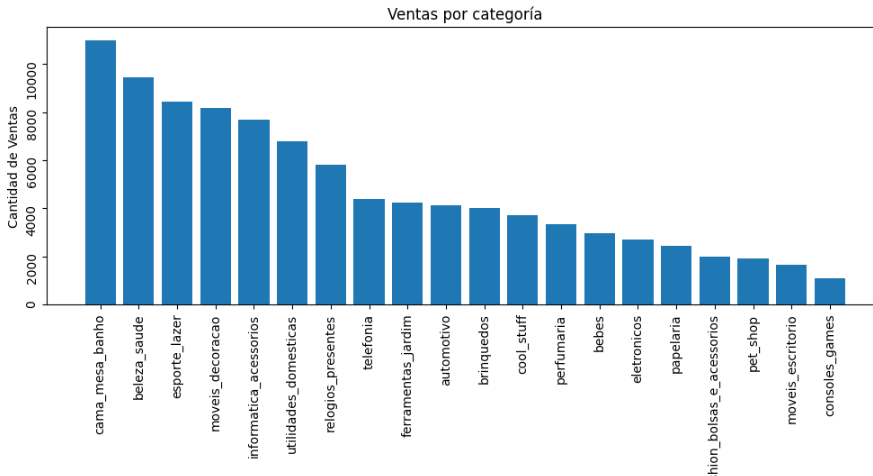 Ventas por categoría
Cantidad de Ventas
10000
8000
6000
4000
2000
0
cama_mesa_banho
beleza_saude
esporte_lazer
moveis_decoracao
informatica_acessorios
utilidades_domesticas
relogios_presentes
telefonia
ferramentas_jardim
automotivo
brinquedos
cool_stuff
perfumaria
bebes
eletronicos
papelaria
hion_bolsas_e_acessorios
pet_shop
moveis_escritorio
consoles_games